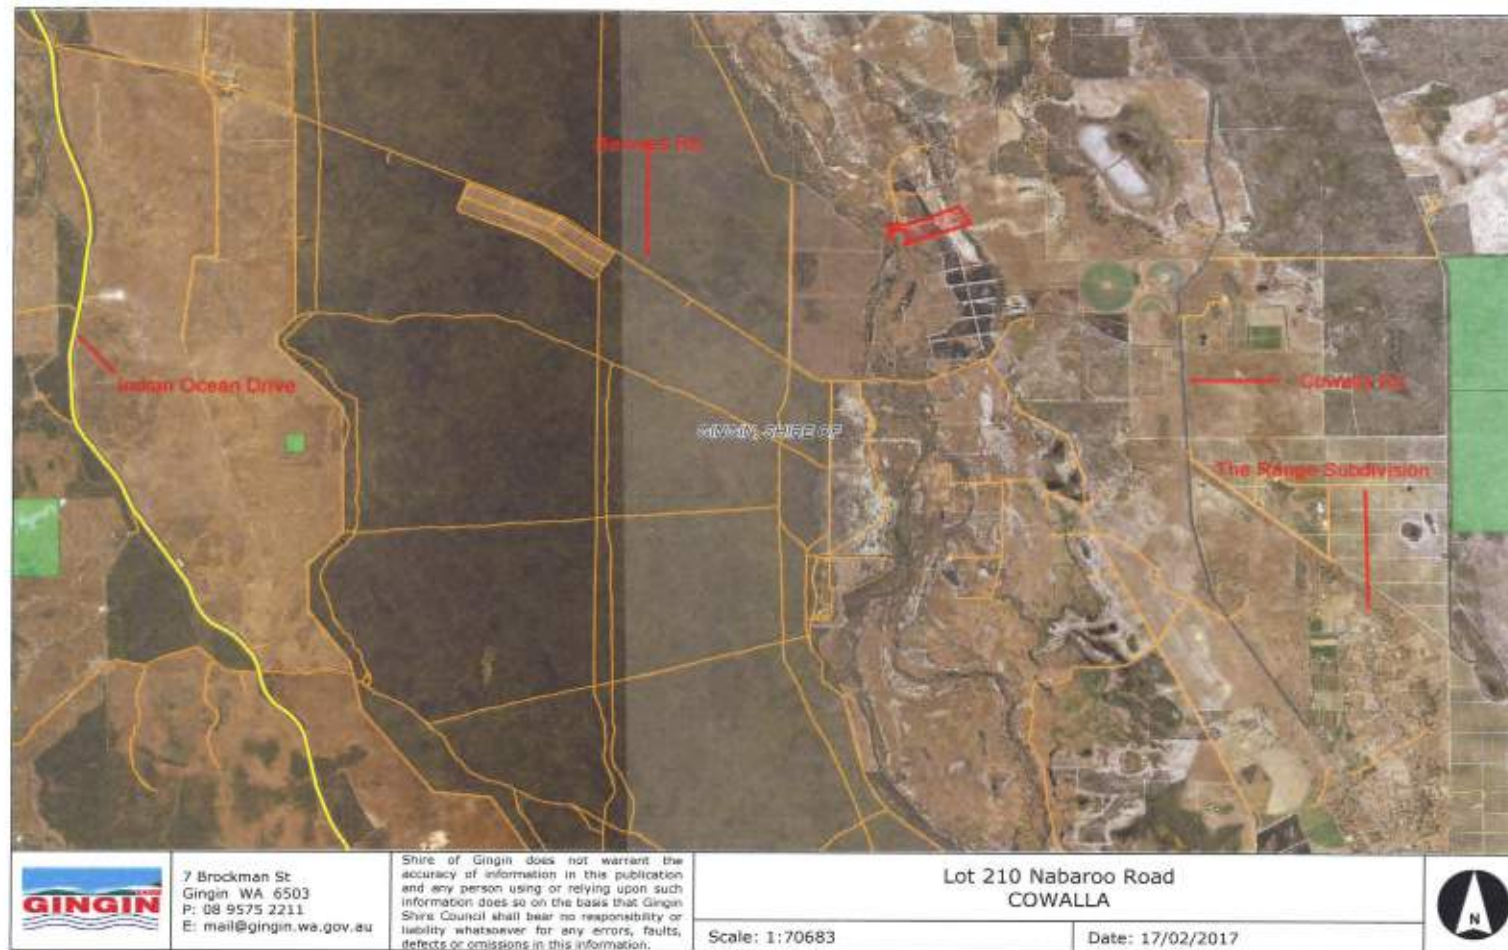 Indian Ocean Drive
GINGIN, SHIRE OF
Cowalla Rd
The Range Subdivision
GINGIN
7 Brockman St
Gingin WA 6503
P: 08 9575 2211
E: mail@gingin.wa.gov.au
Shire of Gingin does not warrant the
accuracy of information in this publication
and any person using or relying upon such
information does so on the basis that Gingin
Shire Council shall bear no responsibility or
liability whatsoever for any errors, faults,
defects or omissions in this information.
Lot 210 Nabaroo Road
COWALLA
Scale: 1:70683
Date: 17/02/2017
N